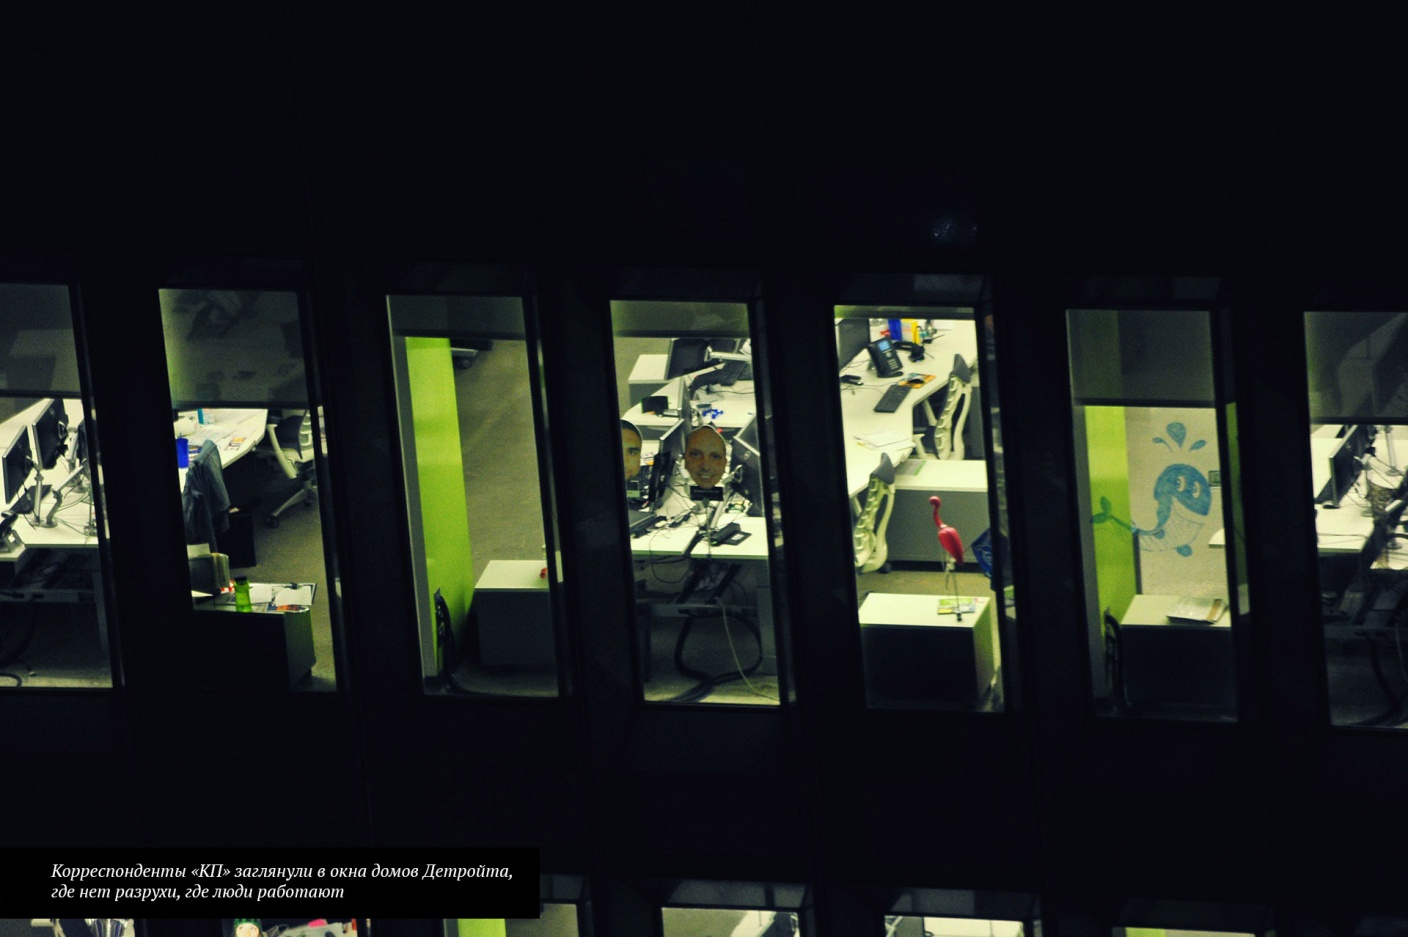 Корреспонденты «КП» заглянули в окна домов Детройта,
где нет разрухи, где люди работают